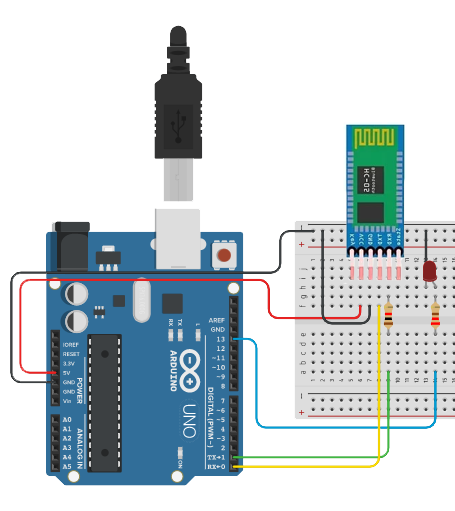 HC-02
KeA
VCC
GND
TXD
RXD
State
IOREF
RESET
3.3V
5V
GND
GND
Vin
POWER
A0
A1
A2
A3
A4
A5
ANALOG IN
RX
TX
L
ARDUINO
UNO
ON
AREF
GND
13
12
~11
~10
~9
8
7
~6
~5
4
~3
2
TX→1
RX←0
DIGITAL (PWM~)
j
i
h
g
f
e
d
c
b
a